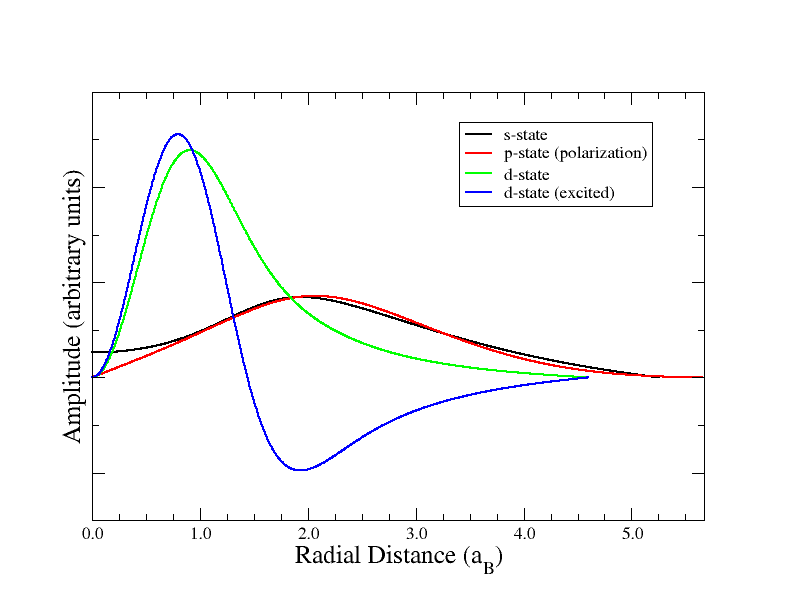 s-state
p-state (polarization)
d-state
d-state (excited)
Amplitude (arbitrary units)
0.0 1.0 2.0 3.0 4.0 5.0
Radial Distance (aB)